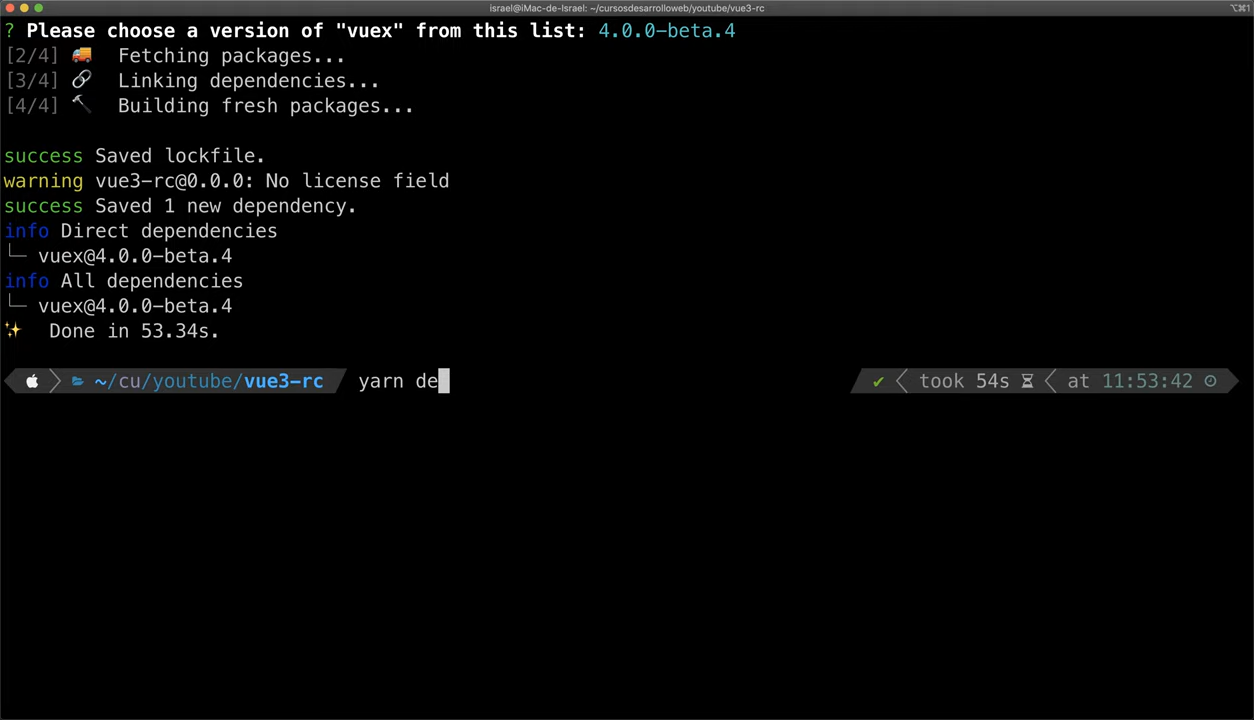 israel@iMac-de-Israel: ~/cursosdesarrolloweb/youtube/vue3-rc ⌥⌘1
? Please choose a version of "vuex" from this list: 4.0.0-beta.4
[2/4] 🚚 Fetching packages...
[3/4] 🔗 Linking dependencies...
[4/4] 🔨 Building fresh packages...
success Saved lockfile.
warning vue3-rc@0.0.0: No license field
success Saved 1 new dependency.
info Direct dependencies
└─ vuex@4.0.0-beta.4
info All dependencies
└─ vuex@4.0.0-beta.4
✨ Done in 53.34s.
~/cu/youtube/vue3-rc yarn de ✔ took 54s at 11:53:42